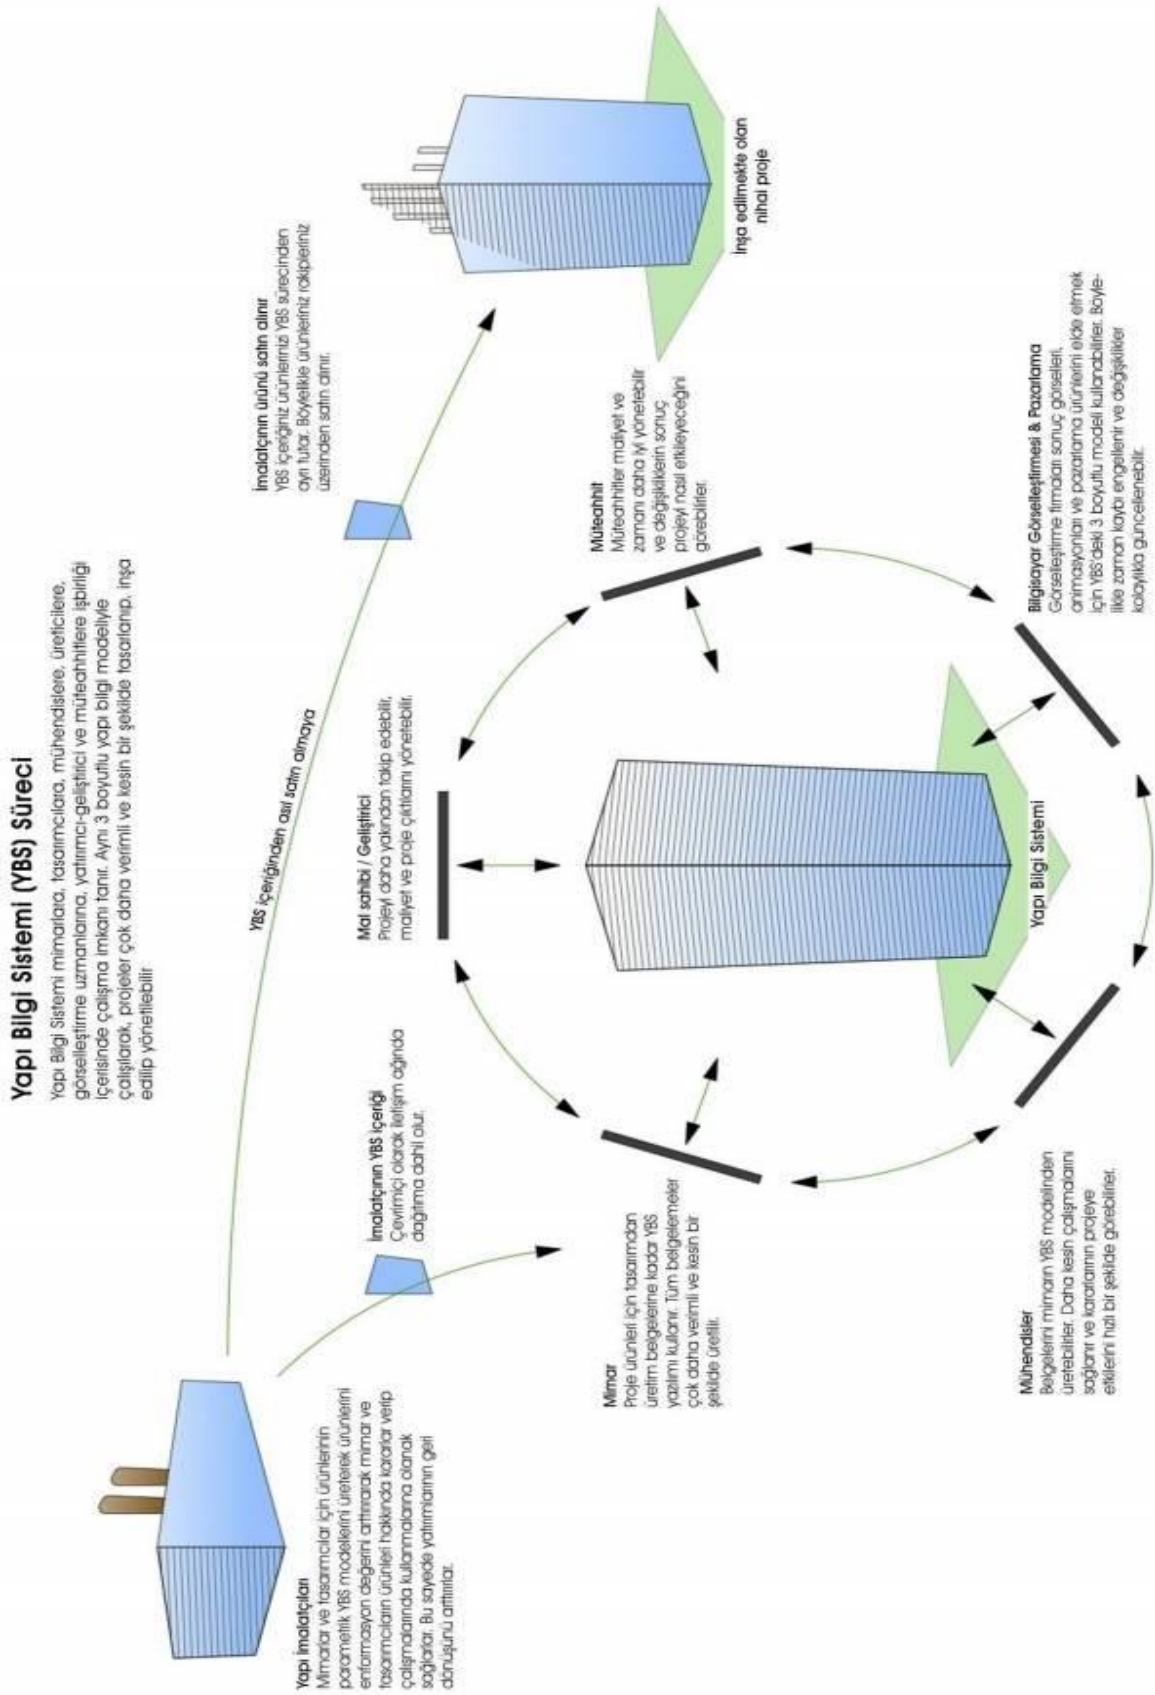 Yapı Bilgi Sistemi (YBS) Süreci
Yapı Bilgi Sistemi mimarlara, tasarımcılara, mühendislere, üreticilere,
görselleştirme uzmanlarına, yatırımcı-geliştirici ve müteahhitlere işbirliği
içerisinde çalışma imkanı tanır. Aynı 3 boyutlu yapı bilgi modeliyle
çalışılarak, projeler çok daha verimli ve kesin bir şekilde tasarlanıp, inşa
edilip yönetilebilir
YBS içeriğinden asıl satın almaya
İmalatçının ürünü satın alınır
YBS içeriğiniz ürünlerinizi YBS sürecinden
ayrı tutar. Böylelikle ürünleriniz rakipleriniz
üzerinden satın alınır.
İnşa edilmekte olan
nihai proje
Yapı İmalatçıları
Mimarlar ve tasarımcılar için ürünlerinin
parametrik YBS modellerini üreterek ürünlerini
enformasyon değerini arttırarak mimar ve
tasarımcıların ürünleri hakkında kararlar verip
çalışmalarında kullanmalarına olanak
sağlarlar. Bu sayede yatırımlarının geri
dönüşünü arttırırlar.
İmalatçının YBS içeriği
Çevrimiçi olarak iletişim ağında
dağıtıma dahil olur.
Mal sahibi / Geliştirici
Projeyi daha yakından takip edebilir,
maliyet ve proje çıktılarını yönetebilir.
Müteahhit
Müteahhitler maliyet ve
zamanı daha iyi yönetebilir
ve değişikliklerin sonuç
projeyi nasıl etkileyeceğini
görebilirler.
Mimar
Proje ürünleri için tasarımdan
üretim belgelerine kadar YBS
yazılımı kullanır. Tüm belgelemeler
çok daha verimli ve kesin bir
şekilde üretilir.
Yapı Bilgi Sistemi
Mühendisler
Belgelerini mimarın YBS modelinden
üretebilirler. Daha kesin çalışmalarını
sağlanır ve kararlarının projeye
etkilerini hızlı bir şekilde görebilirler.
Bilgisayar Görselleştirmesi & Pazarlama
Görselleştirme firmaları sonuç görselleri,
animasyonları ve pazarlama ürünlerini elde etmek
için YBS'deki 3 boyutlu modeli kullanabilirler. Böyle-
likle zaman kaybı engellenir ve değişiklikler
kolaylıkla güncellenebilir.